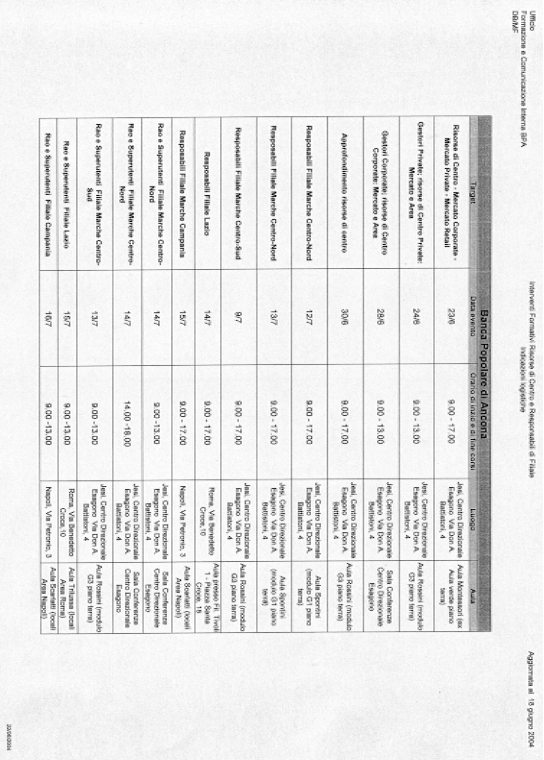 Ufficio
Formazione e Comunicazione Interna BPA
DB/MF
Interventi Formativi Risorse di Centro e Responsabili di Filiale
Indicazioni logistiche
Aggiornata al 18 giugno 2004
Banca Popolare di Ancona
Target Data evento Orario di inizio e di fine corsi Luogo Aula
Risorse di Centro - Mercato Corporate -
Mercato Private - Mercato Retail
23/6
9.00 - 17.00
Jesi, Centro Direzionale
Esagono Via Don A.
Battistoni, 4
Aula Montessori (ex
Aula verde piano
terra)
Gestori Private; risorse di Centro Private:
Mercato e Area
24/6
9.00 - 13.00
Jesi, Centro Direzionale
Esagono Via Don A.
Battistoni, 4
Aula Rossini (modulo
G3 piano terra)
Gestori Corporate; risorse di Centro
Corporate: Mercato e Area
28/6
9.00 - 13.00
Jesi, Centro Direzionale
Esagono Via Don A.
Battistoni, 4
Sala Conferenze
Centro Direzionale
Esagono
Approfondimento risorse di centro
30/6
9.00 - 17.00
Jesi, Centro Direzionale
Esagono Via Don A.
Battistoni, 4
Aula Rossini (modulo
G3 piano terra)
Resposabili Filiale Marche Centro-Nord
12/7
9.00 - 17.00
Jesi, Centro Direzionale
Esagono Via Don A.
Battistoni, 4
Aula Spontini
(modulo G1 piano
terra)
Resposabili Filiale Marche Centro-Nord
13/7
9.00 - 17.00
Jesi, Centro Direzionale
Esagono Via Don A.
Battistoni, 4
Aula Spontini
(modulo G1 piano
terra)
Resposabili Filiale Marche Centro-Sud
9/7
9.00 - 17.00
Jesi, Centro Direzionale
Esagono Via Don A.
Battistoni, 4
Aula Rossini (modulo
G3 piano terra)
Resposabili Filiale Lazio
14/7
9.00 - 17.00
Roma, Via Benedetto
Croce,10
Aula presso Fil. Tivoli
1 - Piazza Santa
Croce, 15
Resposabili Filiale Marche Campania
15/7
9.00 - 17.00
Napoli, Via Petronio, 3
Aula Scarlatti (locali
Area Napoli)
Rao e Superutenti Filiale Marche Centro-
Nord
14/7
9.00 -13.00
Jesi, Centro Direzionale
Esagono Via Don A.
Battistoni, 4
Sala Conferenze
Centro Direzionale
Esagono
Rao e Superutenti Filiale Marche Centro-
Nord
14/7
14.00 -18.00
Jesi, Centro Direzionale
Esagono Via Don A.
Battistoni, 4
Sala Conferenze
Centro Direzionale
Esagono
Rao e Superutenti Filiale Marche Centro-
Sud
13/7
9.00 -13.00
Jesi, Centro Direzionale
Esagono Via Don A.
Battistoni, 4
Aula Rossini (modulo
G3 piano terra)
Rao e Superutenti Filiale Lazio
15/7
9.00 -13.00
Roma, Via Benedetto
Croce,10
Aula Trilussa (locali
Area Roma)
Rao e Superutenti Filiale Campania
16/7
9.00 -13.00
Napoli, Via Petronio, 3
Aula Scarlatti (locali
Area Napoli)